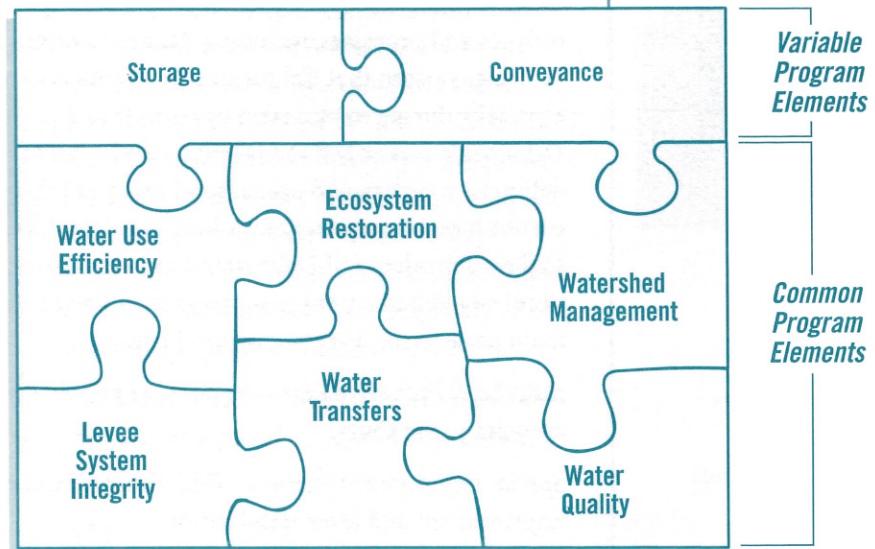 Storage
Conveyance
Variable
Program
Elements
Water Use
Efficiency
Ecosystem
Restoration
Watershed
Management
Common
Program
Elements
Levee
System
Integrity
Water
Transfers
Water
Quality